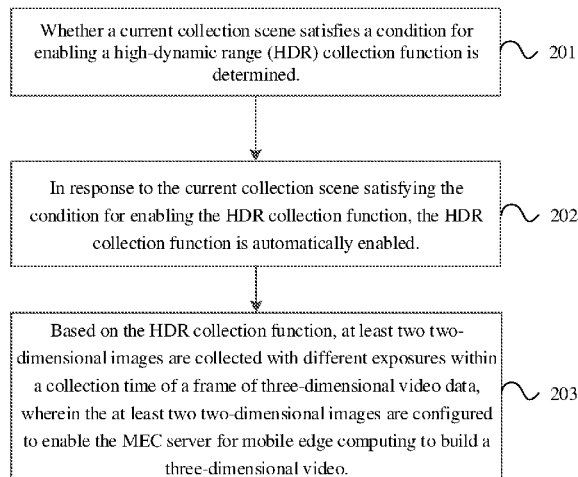 Whether a current collection scene satisfies a condition for
enabling a high-dynamic range (HDR) collection function is
determined.
201
In response to the current collection scene satisfying the
condition for enabling the HDR collection function, the HDR
collection function is automatically enabled.
202
Based on the HDR collection function, at least two two-
dimensional images are collected with different exposures within
a collection time of a frame of three-dimensional video data,
wherein the at least two two-dimensional images are configured
to enable the MEC server for mobile edge computing to build a
three-dimensional video.
203